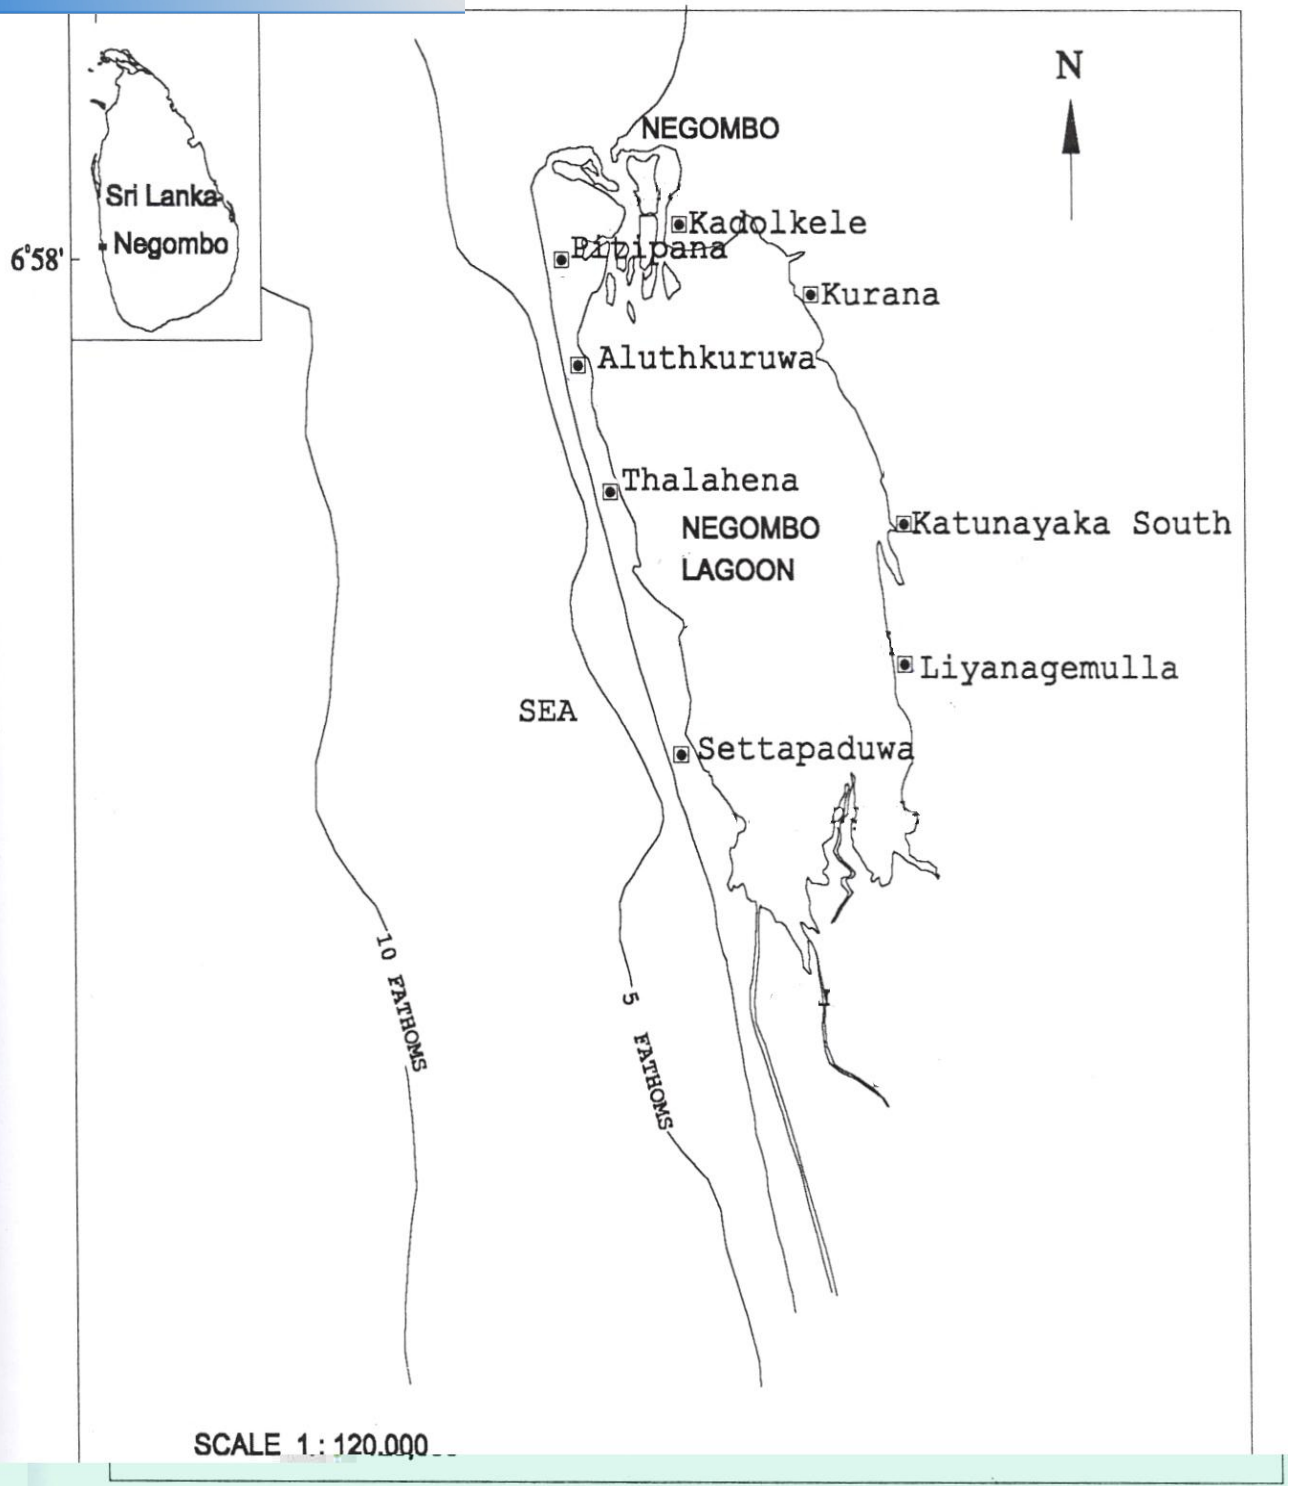 N
NEGOMBO
Sri Lanka
Negombo
6°58'
Kadolkele
Pitipana
Kurana
Aluthkuruwa
Thalahena
NEGOMBO
LAGOON
Katunayaka South
Liyanagemulla
SEA
Settapaduwa
10 FATHOMS
5 FATHOMS
SCALE 1 : 120,000